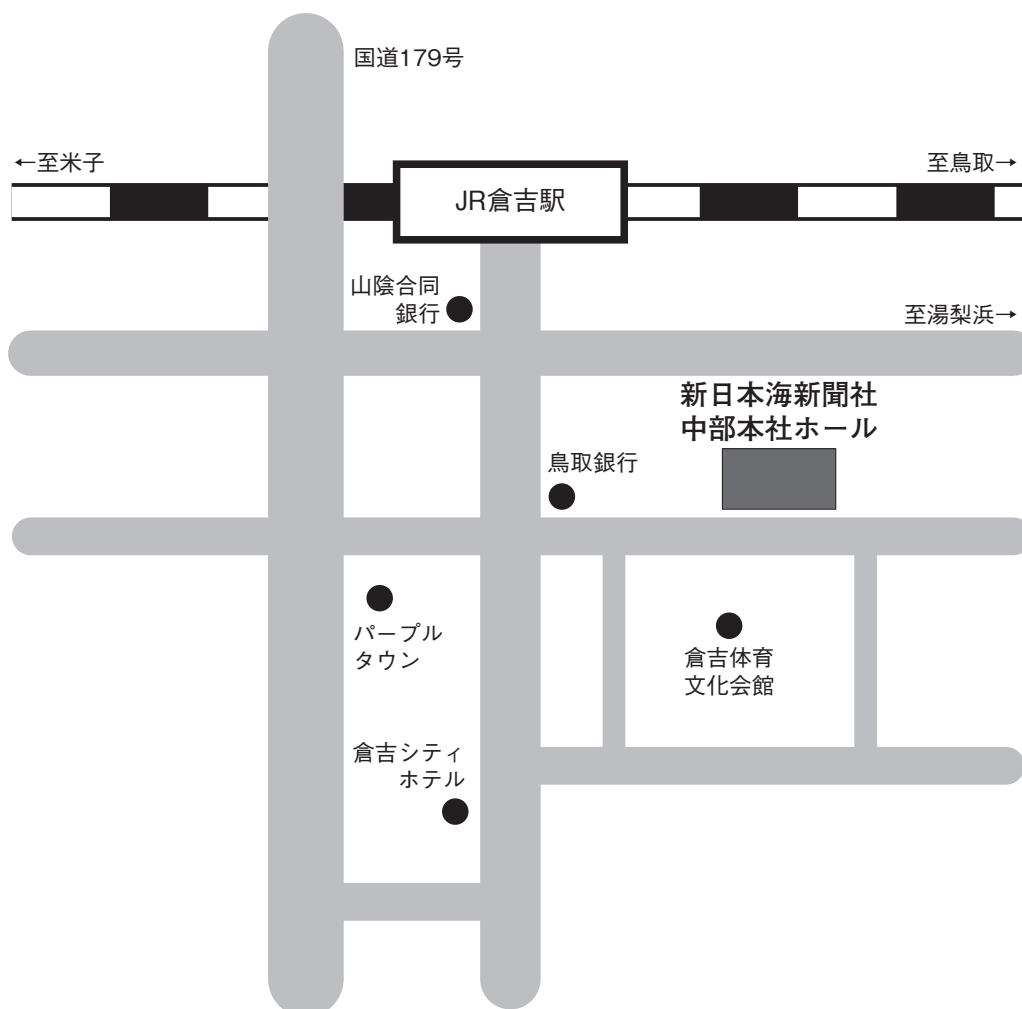 国道179号
←至米子
至鳥取→
JR倉吉駅
山陰合同
銀行
至湯梨浜→
新日本海新聞社
中部本社ホール
鳥取銀行
パープル
タウン
倉吉体育
文化会館
倉吉シティ
ホテル